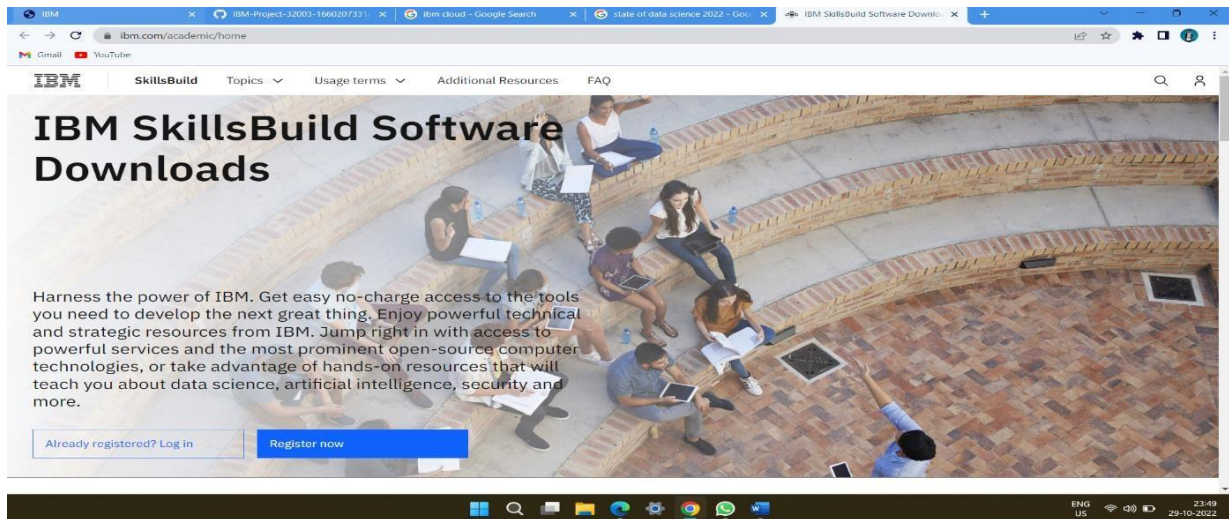 IBM
IBM-Project-32003-1660207331/
ibm cloud - Google Search
state of data science 2022 - Goo
IBM SkillsBuild Software Downlo
ibm.com/academic/home
Gmail
YouTube
IBM
SkillsBuild
Topics
Usage terms
Additional Resources
FAQ
IBM SkillsBuild Software
Downloads
Harness the power of IBM. Get easy no-charge access to the tools
you need to develop the next great thing. Enjoy powerful technical
and strategic resources from IBM. Jump right in with access to
powerful services and the most prominent open-source computer
technologies, or take advantage of hands-on resources that will
teach you about data science, artificial intelligence, security and
more.
Already registered? Log in
Register now
ENG
US
23:49
29-10-2022